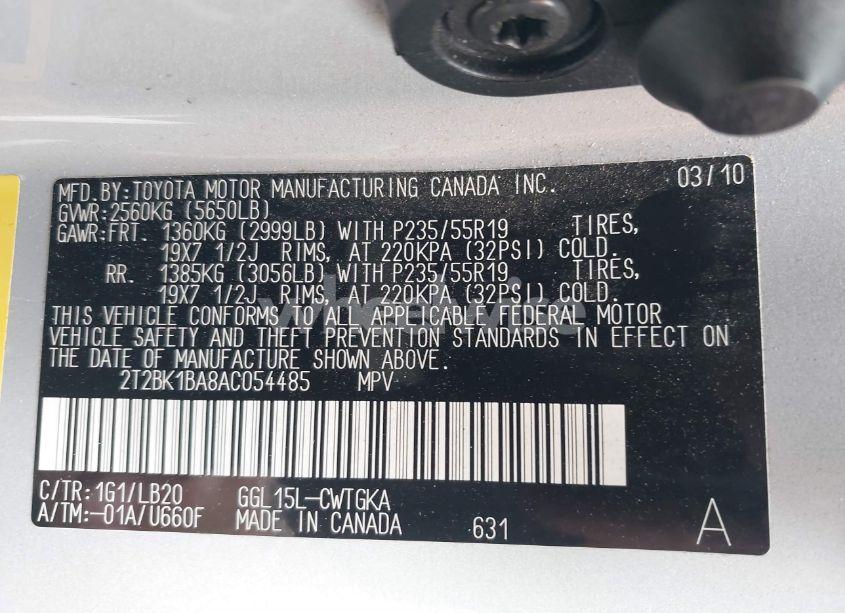 MFD.BY:TOYOTA MOTOR MANUFACTURING CANADA INC. 03/10
GVWR:2560KG (5650LB)
GAWR:FRT. 1360KG (2999LB) WITH P235/55R19 TIRES,
19X7 1/2J RIMS, AT 220KPA (32PSI) COLD.
RR. 1385KG (3056LB) WITH P235/55R19 TIRES,
19X7 1/2J RIMS, AT 220KPA (32PSI) COLD.
THIS VEHICLE CONFORMS TO ALL APPLICABLE FEDERAL MOTOR
VEHICLE SAFETY AND THEFT PREVENTION STANDARDS IN EFFECT ON
THE DATE OF MANUFACTURE SHOWN ABOVE.
2T2BK1BA8AC054485 MPV
C/TR:1G1/LB20 GGL15L-CWTGKA
A/TM:-01A/U660F MADE IN CANADA 631 A